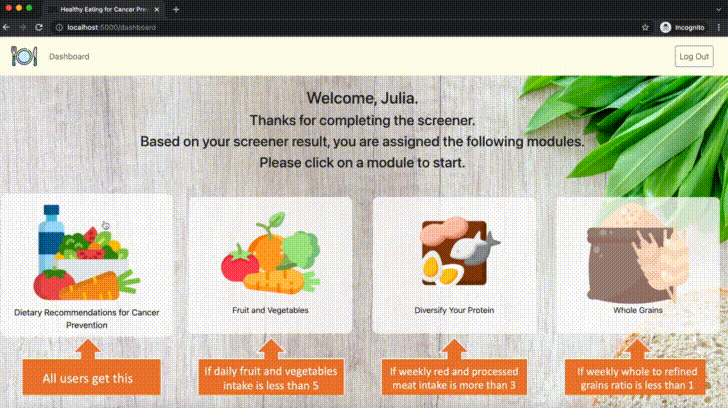 Healthy Eating for Cancer Prev
localhost:5000/dashboard
Incognito
Dashboard
Log Out
Welcome, Julia.
Thanks for completing the screener.
Based on your screener result, you are assigned the following modules.
Please click on a module to start.
Dietary Recommendations for Cancer
Prevention
Fruit and Vegetables
Diversify Your Protein
Whole Grains
All users get this
If daily fruit and vegetables
intake is less than 5
If weekly red and processed
meat intake is more than 3
If weekly whole to refined
grains ratio is less than 1